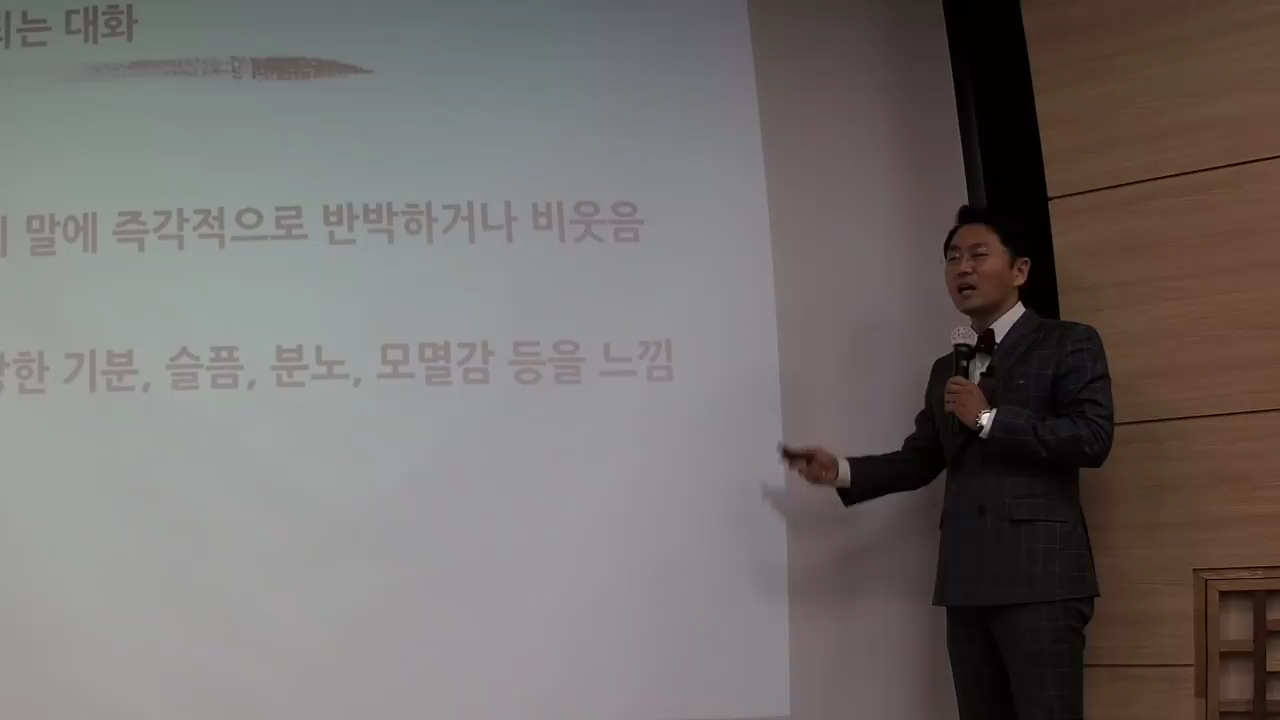 는 대화
말에 즉각적으로 반박하거나 비웃음
한 기분, 슬픔, 분노, 모멸감 등을 느낌